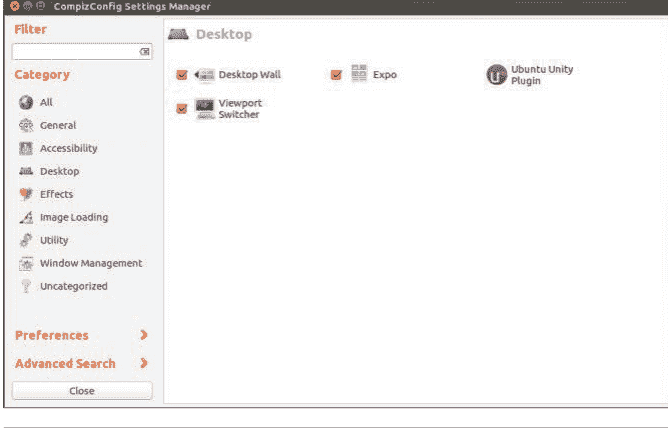 CompizConfig Settings Manager
Filter
Category
All
General
Accessibility
Desktop
Effects
Image Loading
Utility
Window Management
Uncategorized
Preferences
Advanced Search
Close
Desktop
Desktop Wall
Expo
Ubuntu Unity
Plugin
Viewport
Switcher